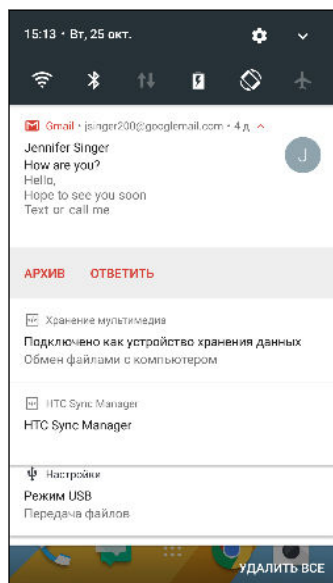 15:13 • Вт, 25 окт.
Gmail • jsinger200@googlemail.com • 4 д
Jennifer Singer
How are you?
Hello,
Hope to see you soon
Text or call me
J
АРХИВ ОТВЕТИТЬ
Хранение мультимедиа
Подключено как устройство хранения данных
Обмен файлами с компьютером
HTC Sync Manager
HTC Sync Manager
Настройки
Режим USB
Передача файлов
УДАЛИТЬ ВСЕ